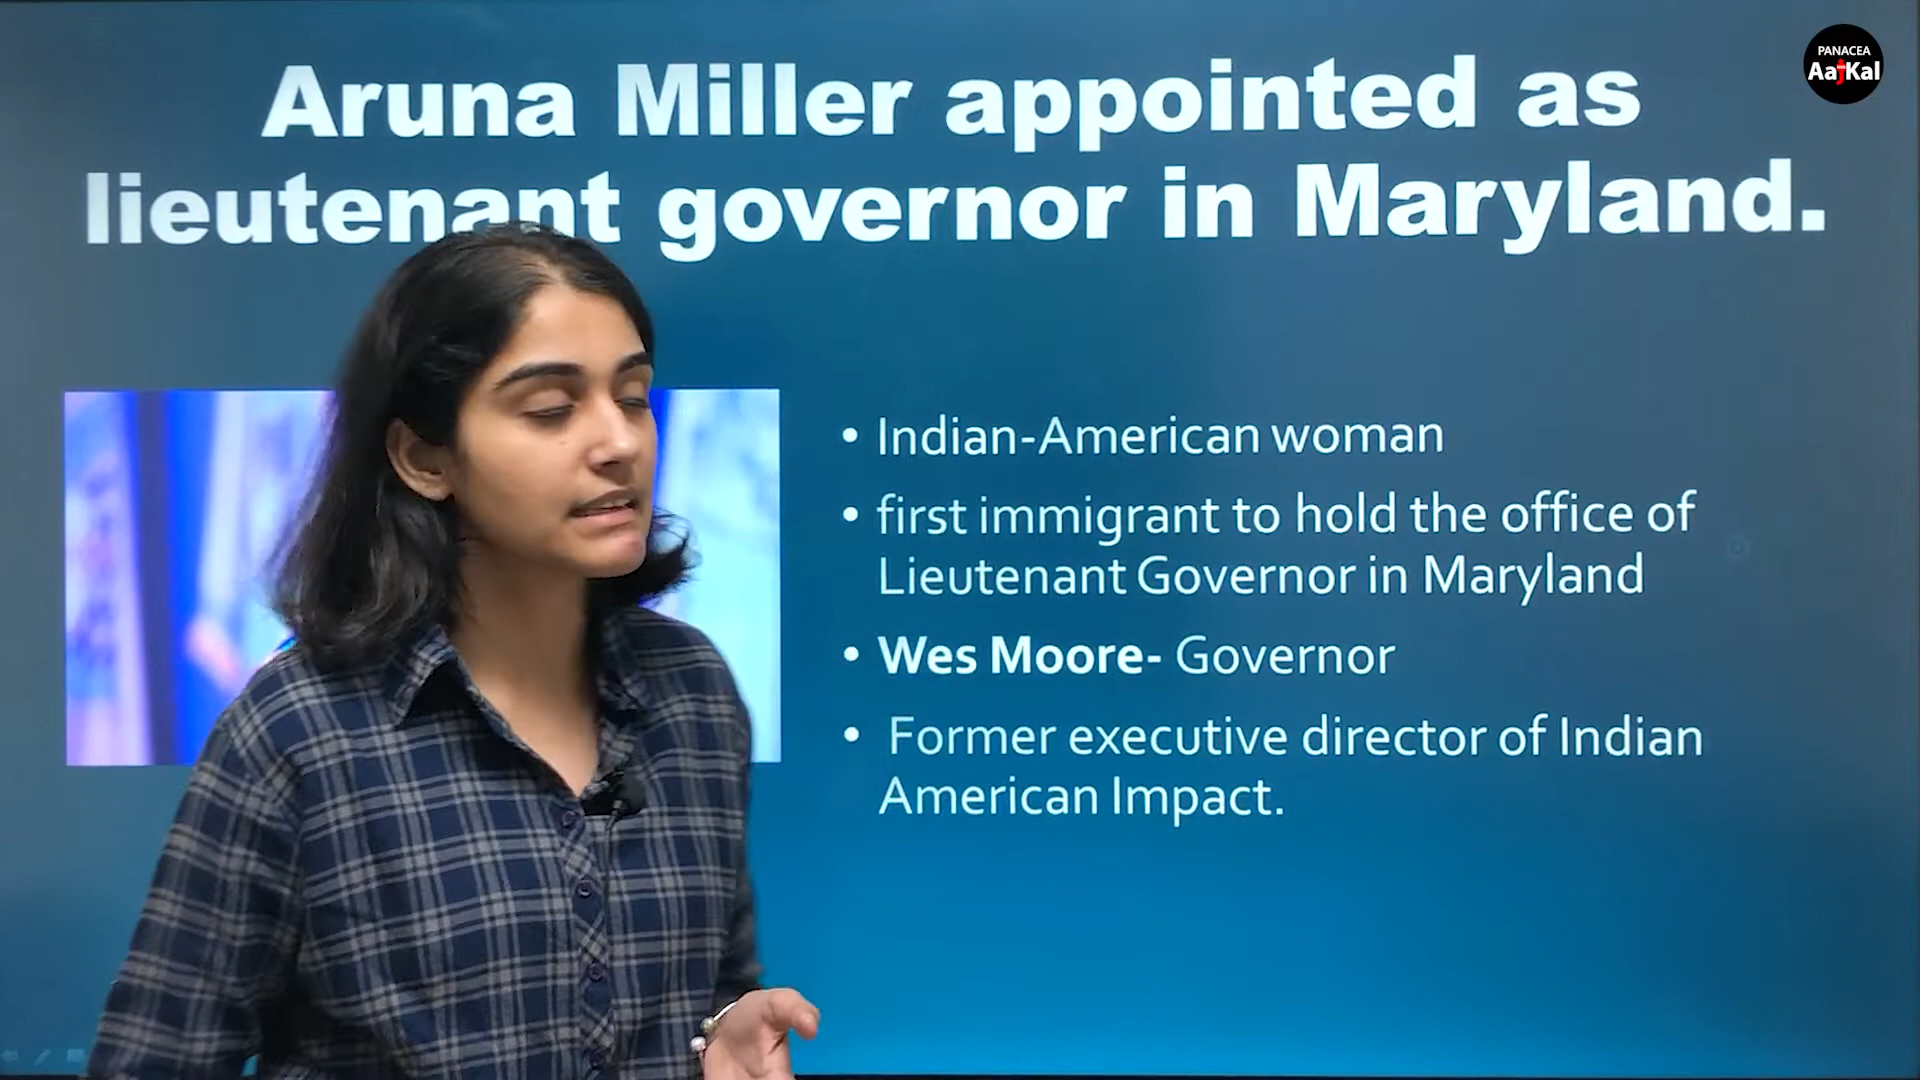 PANACEA
AajKal
Aruna Miller appointed as
lieutenant governor in Maryland.
• Indian-American woman
• first immigrant to hold the office of
Lieutenant Governor in Maryland
• Wes Moore- Governor
• Former executive director of Indian
American Impact.